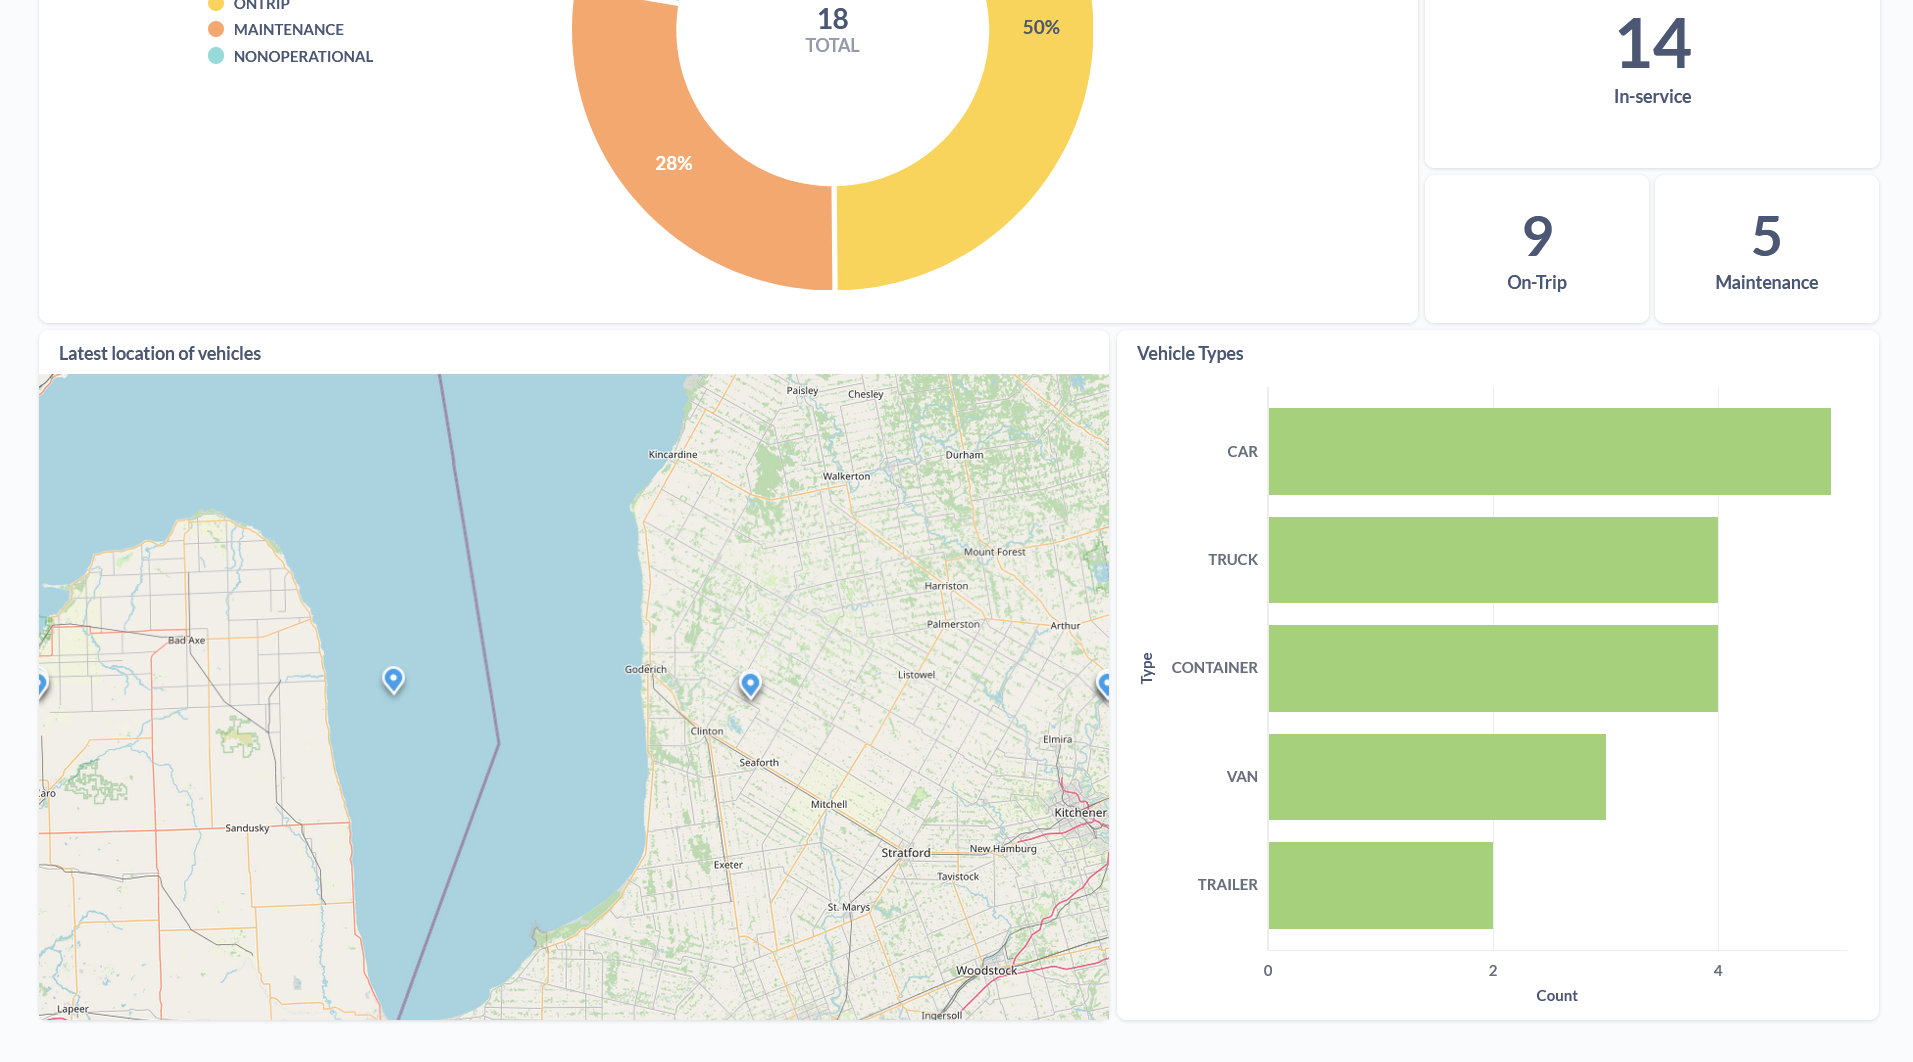 ONTRIP
MAINTENANCE
NONOPERATIONAL
18
TOTAL
50%
28%
14
In-service
9
On-Trip
5
Maintenance
Latest location of vehicles
Paisley
Chesley
Kincardine
Durham
Walkerton
Mount Forest
Harriston
Palmerston
Arthur
Bad Axe
Goderich
Listowel
Clinton
Elmira
Seaforth
aro
Mitchell
Kitchener
Sandusky
Stratford
New Hamburg
Exeter
Tavistock
St. Marys
Woodstock
Lapeer
Ingersoll
Vehicle Types
CAR
TRUCK
CONTAINER
VAN
TRAILER
Type
0
2
4
Count